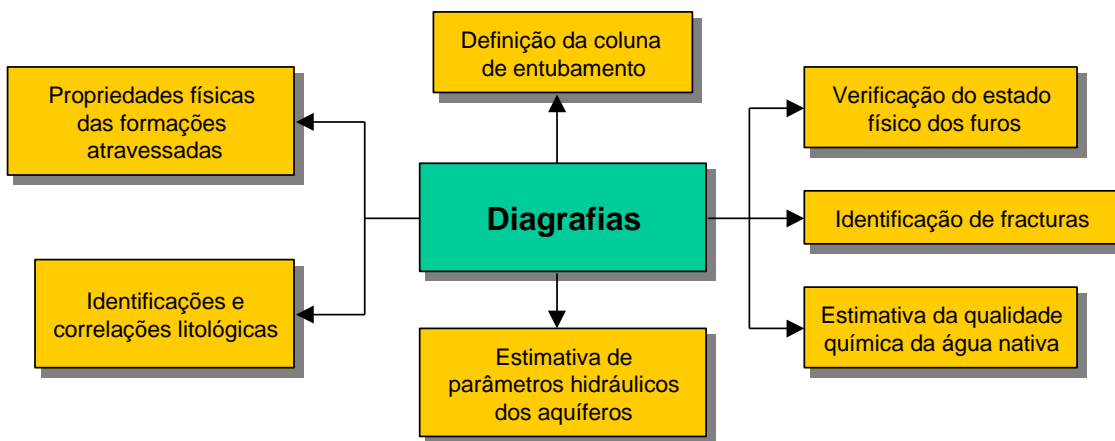 Definição da coluna
de entubamento
Propriedades físicas
das formações
atravessadas
Verificação do estado
físico dos furos
Diagrafias
Identificação de fracturas
Identificações e
correlações litológicas
Estimativa da qualidade
química da água nativa
Estimativa de
parâmetros hidráulicos
dos aquíferos